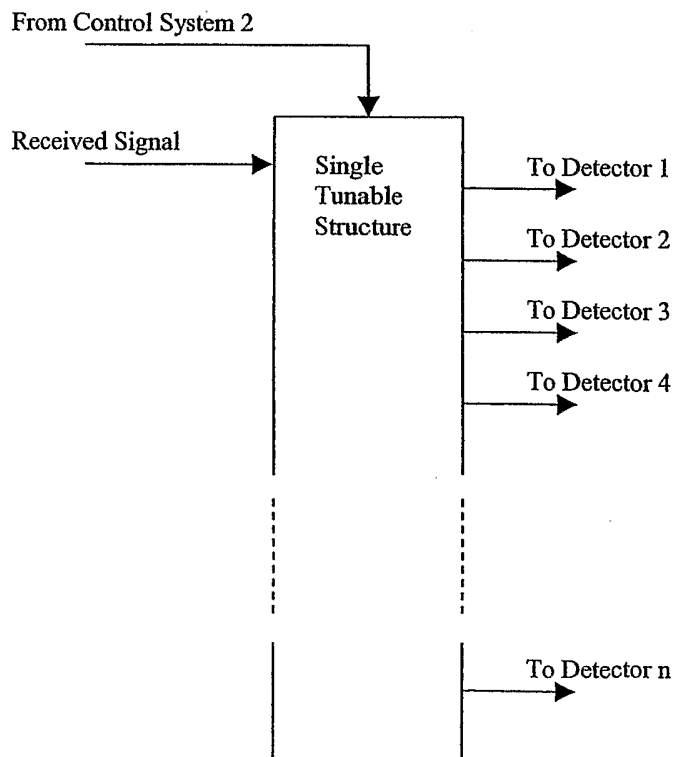 From Control System 2
Received Signal
Single
Tunable
Structure
To Detector 1
To Detector 2
To Detector 3
To Detector 4
To Detector n